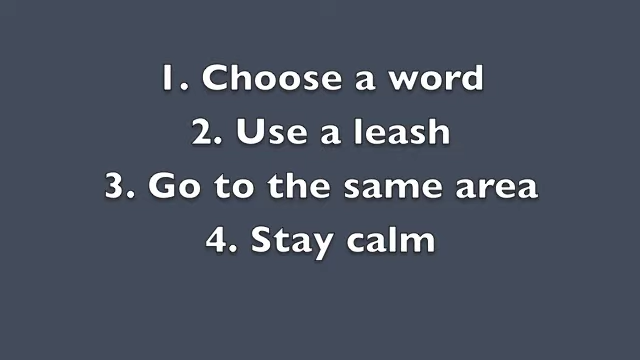 1. Choose a word
2. Use a leash
3. Go to the same area
4. Stay calm